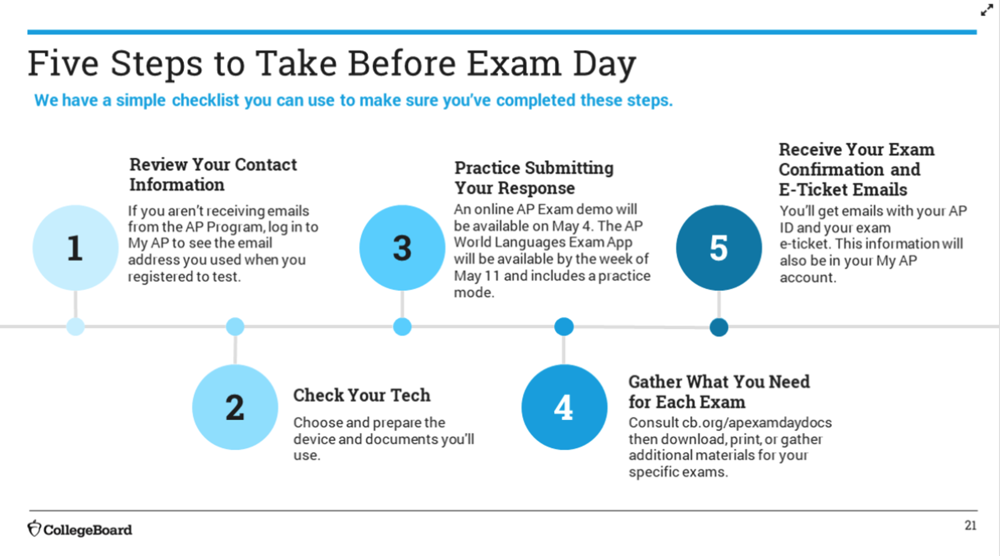 Five Steps to Take Before Exam Day
We have a simple checklist you can use to make sure you've completed these steps.
1
Review Your Contact
Information
If you aren't receiving emails
from the AP Program, log in to
My AP to see the email
address you used when you
registered to test.
2
Check Your Tech
Choose and prepare the
device and documents you'll
use.
3
Practice Submitting
Your Response
An online AP Exam demo will
be available on May 4. The AP
World Languages Exam App
will be available by the week of
May 11 and includes a practice
mode.
4
Gather What You Need
for Each Exam
Consult cb.org/apexamdaydocs
then download, print, or gather
additional materials for your
specific exams.
5
Receive Your Exam
Confirmation and
E-Ticket Emails
You'll get emails with your AP
ID and your exam
e-ticket. This information will
also be in your My AP
account.
CollegeBoard
21